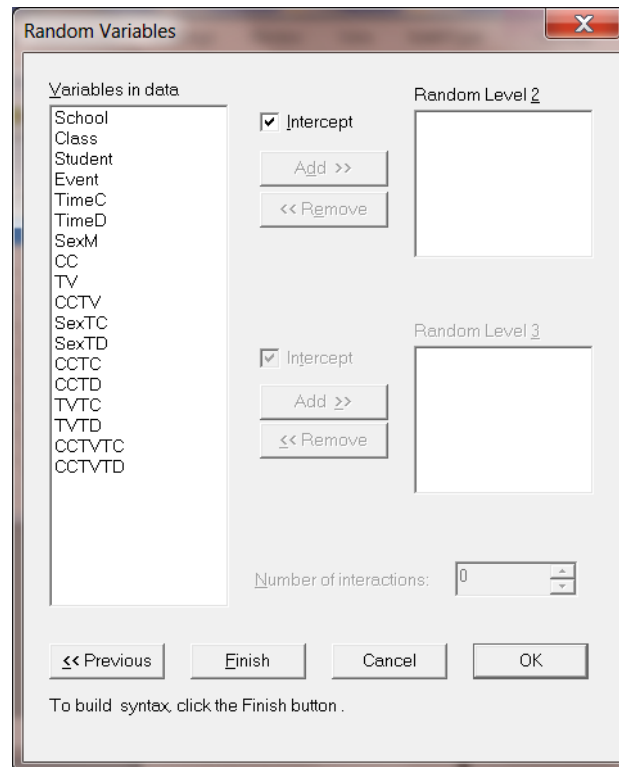 Random Variables
Variables in data
School
Class
Student
Event
TimeC
TimeD
SexM
CC
TV
CCTV
SexTC
SexTD
CCTC
CCTD
TVTC
TVTD
CCTVTC
CCTVTD
Intercept
Add >>
<< Remove
Random Level 2
Intercept
Add >>
<< Remove
Random Level 3
Number of interactions:
0
<< Previous
Finish
Cancel
OK
To build syntax, click the Finish button .